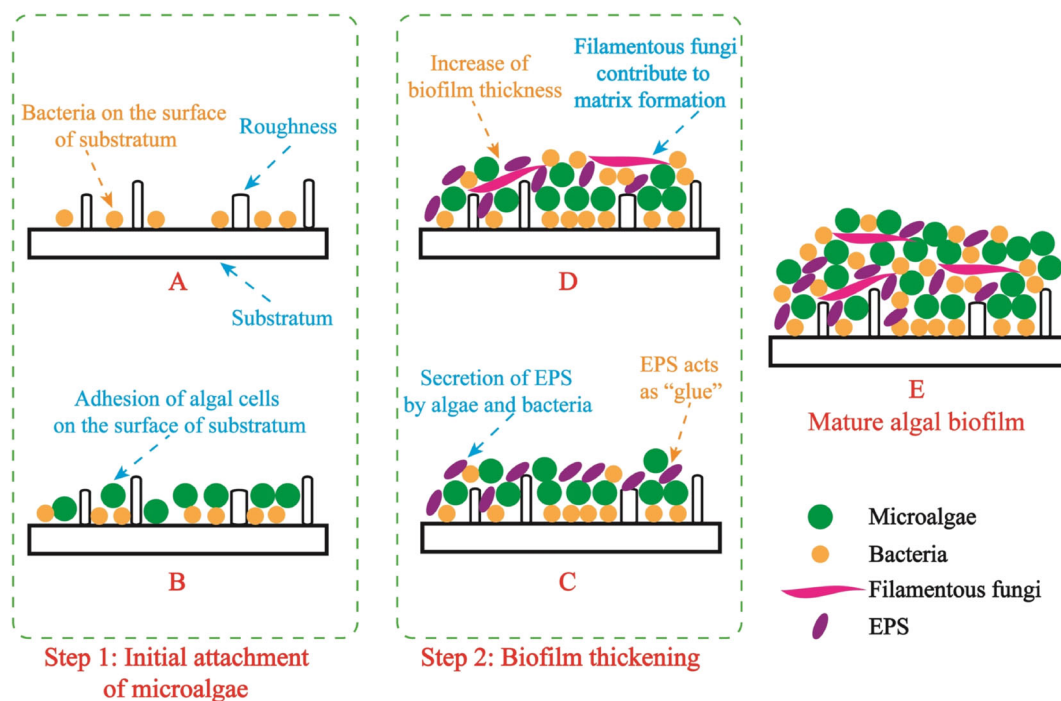 Bacteria on the surface
of substratum
Roughness
A
Substratum
Adhesion of algal cells
on the surface of substratum
B
Step 1: Initial attachment
of microalgae
Increase of
biofilm thickness
Filamentous fungi
contribute to
matrix formation
D
Secretion of EPS
by algae and bacteria
EPS acts
as “glue”
C
Step 2: Biofilm thickening
E
Mature algal biofilm
Microalgae
Bacteria
Filamentous fungi
EPS